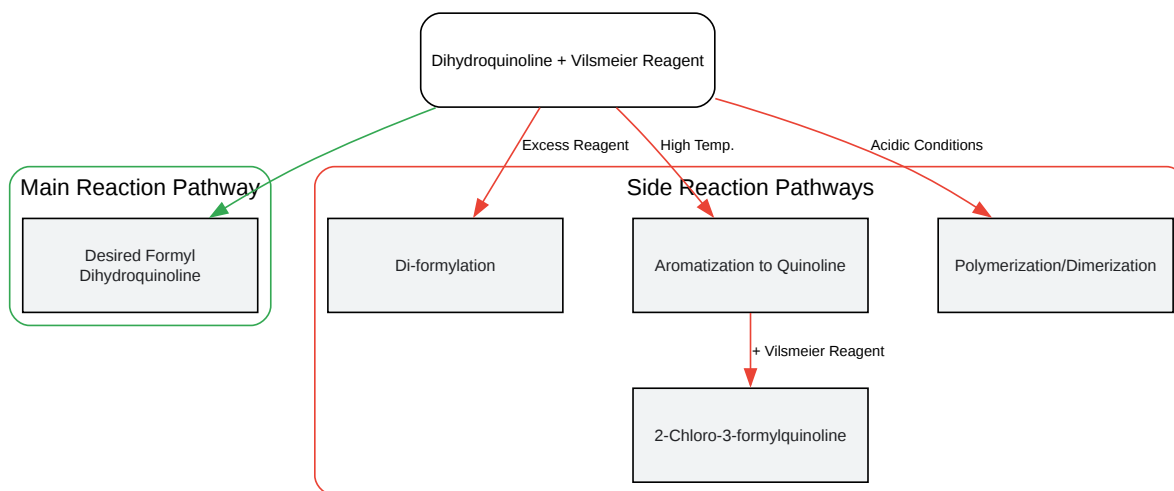 Dihydroquinoline + Vilsmeier Reagent
Excess Reagent
High Temp.
Acidic Conditions
Main Reaction Pathway
Side Reaction Pathways
Desired Formyl
Dihydroquinoline
Di-formylation
Aromatization to Quinoline
Polymerization/Dimerization
+ Vilsmeier Reagent
2-Chloro-3-formylquinoline